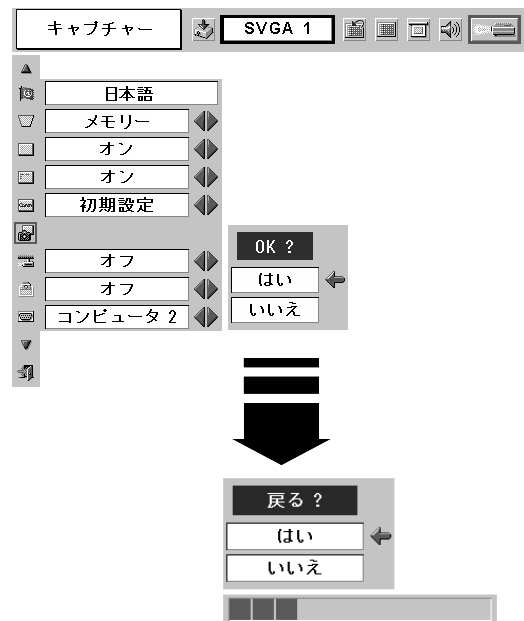 キャプチャー
SVGA 1
日本語
メモリー
オン
オン
初期設定
オフ
オフ
コンピュータ 2
OK ?
はい
いいえ
戻る ?
はい
いいえ